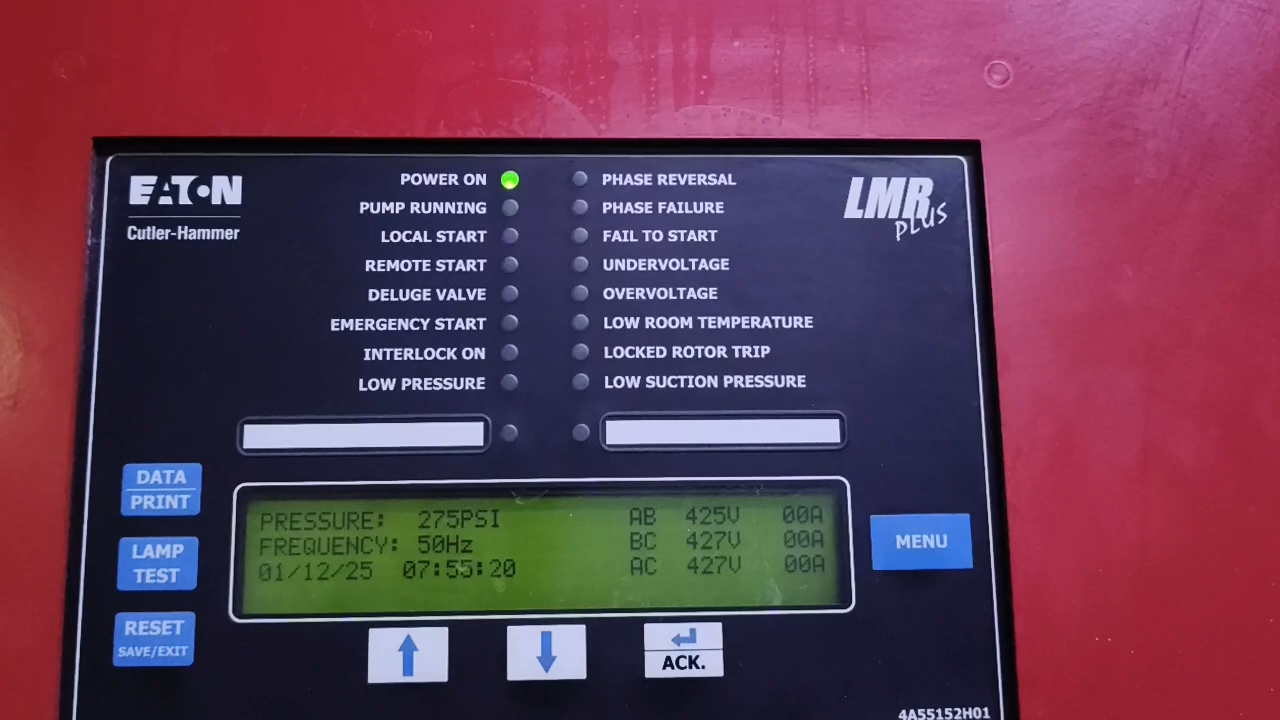 EATON
Cutler-Hammer
LMR
PLUS
POWER ON
PUMP RUNNING
LOCAL START
REMOTE START
DELUGE VALVE
EMERGENCY START
INTERLOCK ON
LOW PRESSURE
PHASE REVERSAL
PHASE FAILURE
FAIL TO START
UNDERVOLTAGE
OVERVOLTAGE
LOW ROOM TEMPERATURE
LOCKED ROTOR TRIP
LOW SUCTION PRESSURE
DATA
PRINT
LAMP
TEST
RESET
SAVE/EXIT
PRESSURE: 275PSI AB 425V 00A
FREQUENCY: 50Hz BC 427V 00A
01/12/25 07:55:20 AC 427V 00A
MENU
ACK.
4A55152H01